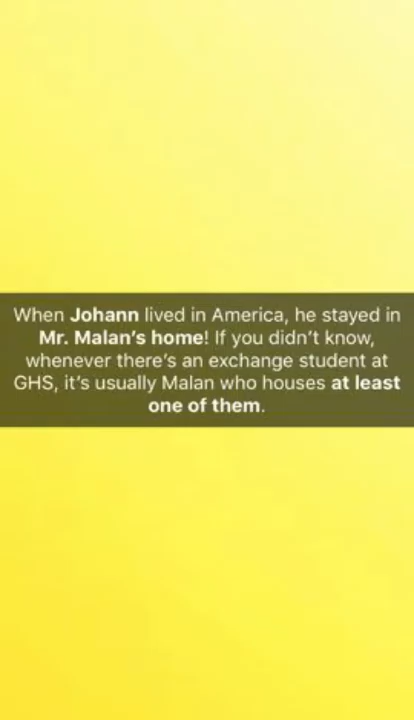 When Johann lived in America, he stayed in
Mr. Malan's home! If you didn't know,
whenever there's an exchange student at
GHS, it's usually Malan who houses at least
one of them.